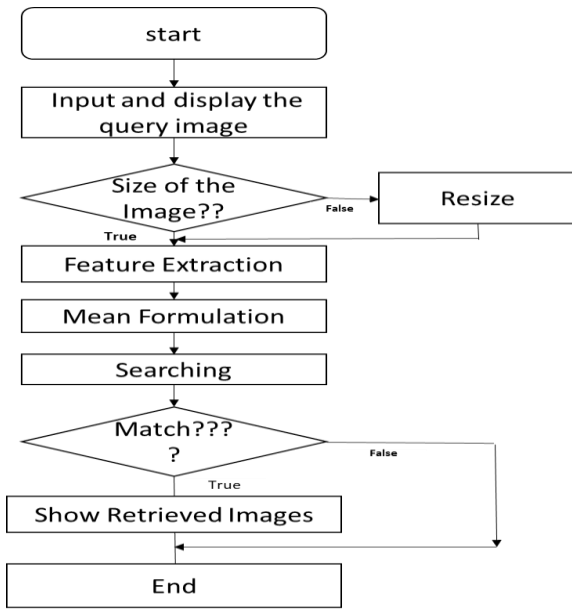 start
Input and display the
query image
Size of the
Image??
False
Resize
True
Feature Extraction
Mean Formulation
Searching
Match???
?
False
True
Show Retrieved Images
End